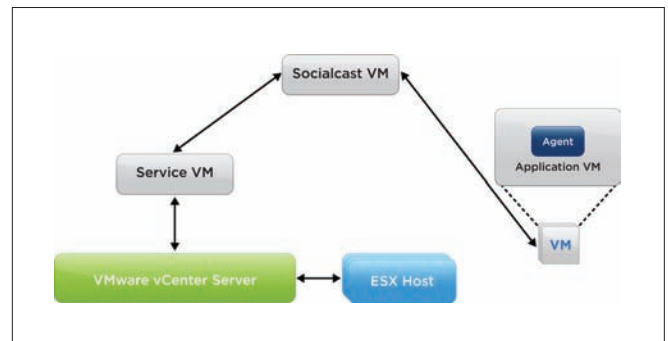 Socialcast VM
Agent
Application VM
Service VM
VM
VMware vCenter Server
ESX Host